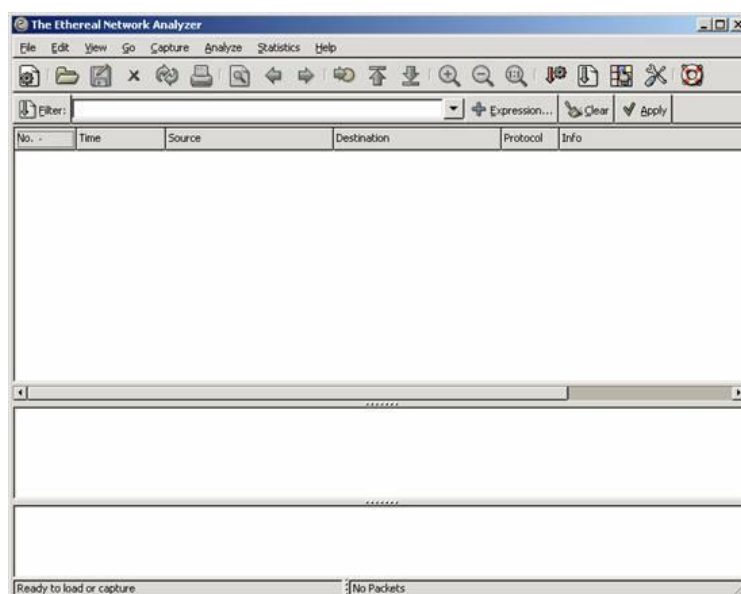 The Ethereal Network Analyzer
File Edit View Go Capture Analyze Statistics Help
Filter: Expression... Clear Apply
No. - Time Source Destination Protocol Info
Ready to load or capture No Packets